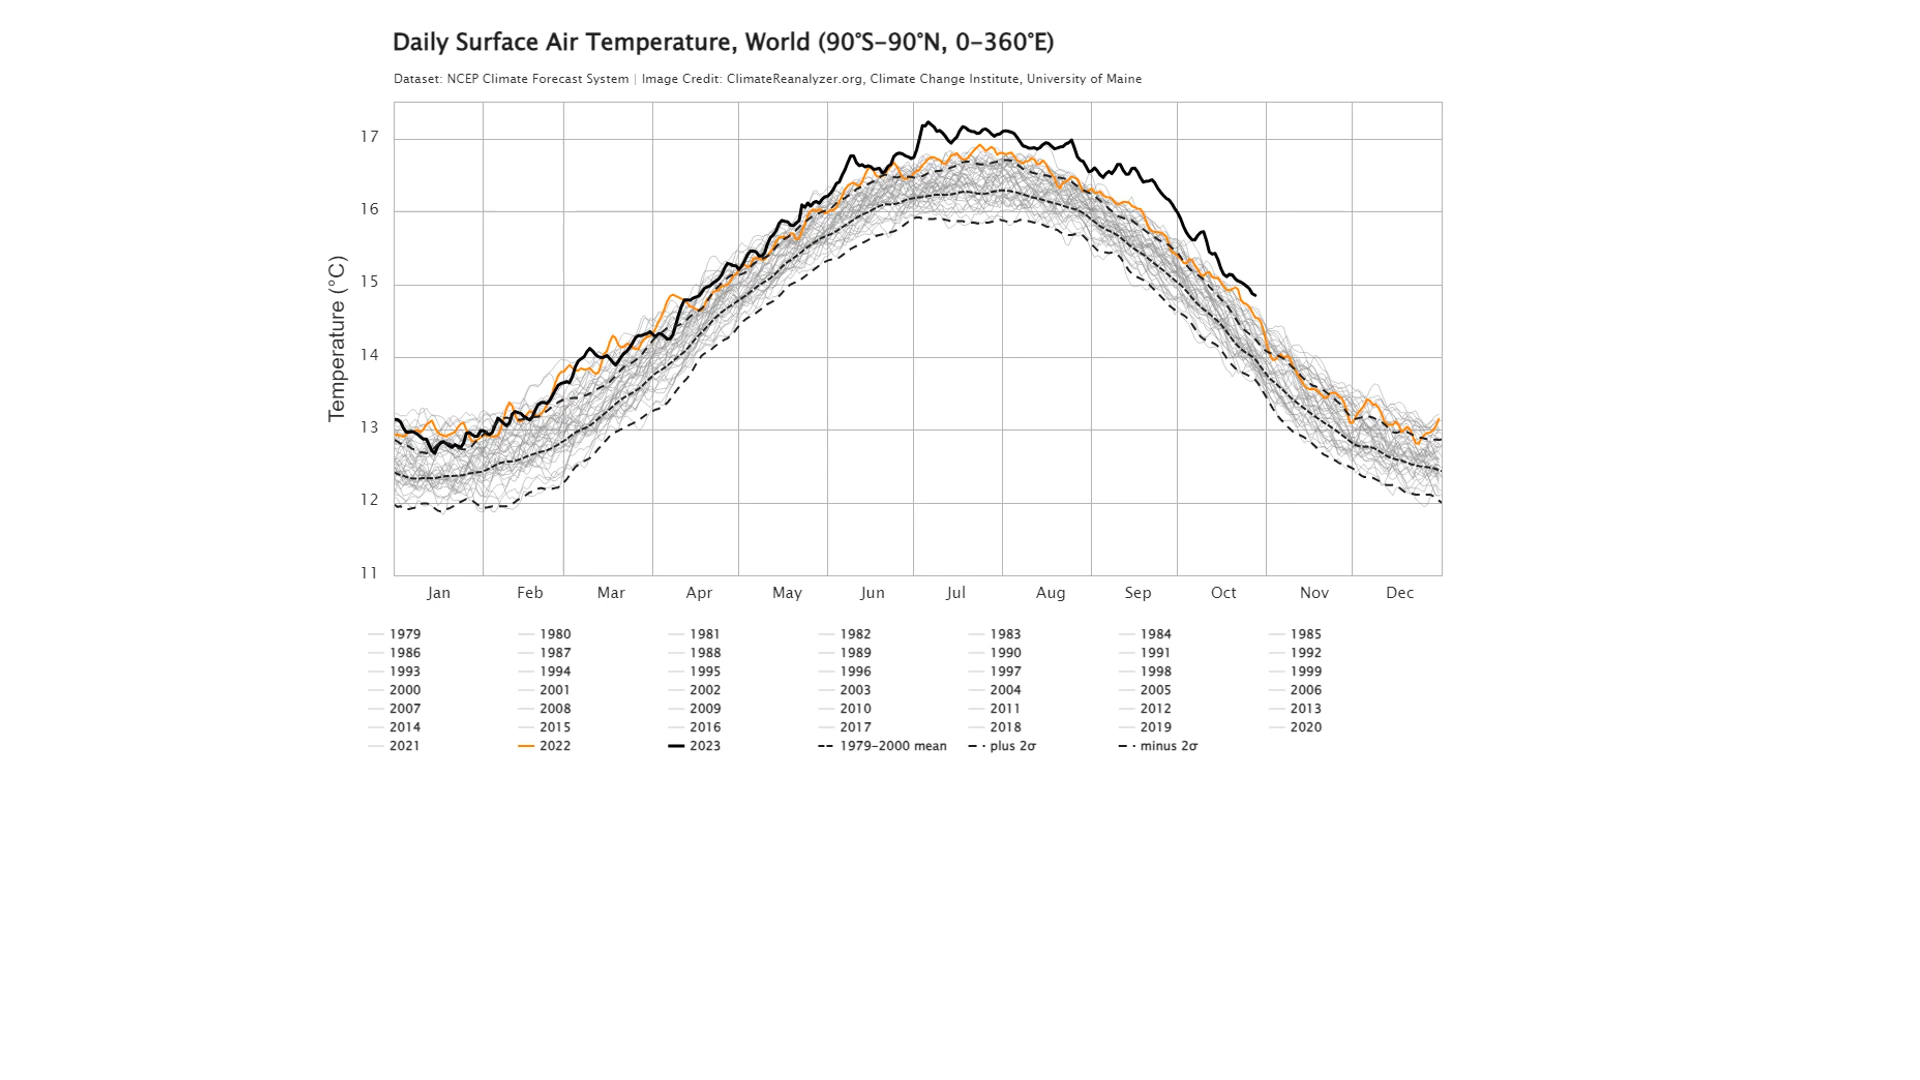 Daily Surface Air Temperature, World (90°S–90°N, 0–360°E)
Dataset: NCEP Climate Forecast System | Image Credit: ClimateReanalyzer.org, Climate Change Institute, University of Maine
Temperature (°C)
17
16
15
14
13
12
11
Jan Feb Mar Apr May Jun Jul Aug Sep Oct Nov Dec
1979 1980 1981 1982 1983 1984 1985
1986 1987 1988 1989 1990 1991 1992
1993 1994 1995 1996 1997 1998 1999
2000 2001 2002 2003 2004 2005 2006
2007 2008 2009 2010 2011 2012 2013
2014 2015 2016 2017 2018 2019 2020
2021 2022 2023 1979–2000 mean plus 2σ minus 2σ